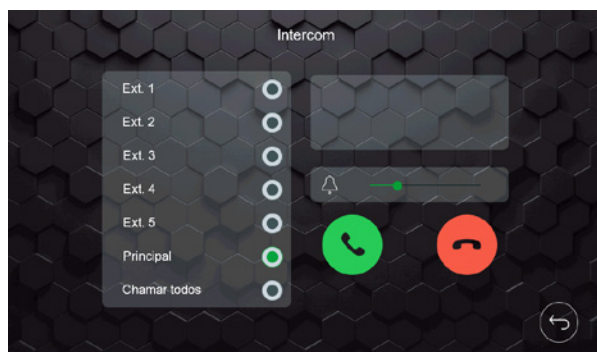 Intercom
Ext. 1
Ext. 2
Ext. 3
Ext. 4
Ext. 5
Principal
Chamar todos